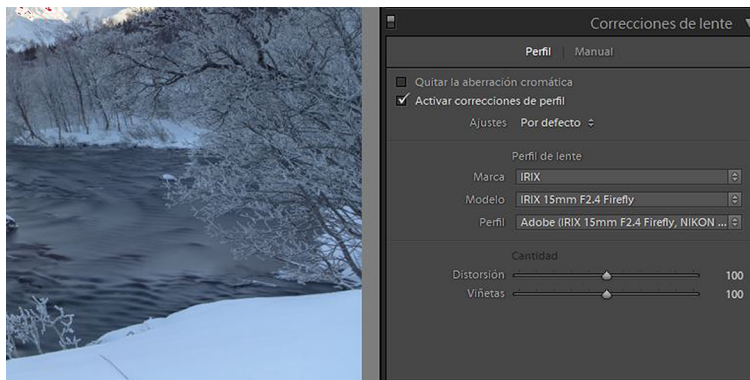 Correcciones de lente
Perfil | Manual
Quitar la aberración cromática
Activar correcciones de perfil
Ajustes Por defecto
Perfil de lente
Marca IRIX
Modelo IRIX 15mm F2.4 Firefly
Perfil Adobe (IRIX 15mm F2.4 Firefly, NIKON ...
Cantidad
Distorsión 100
Viñetas 100